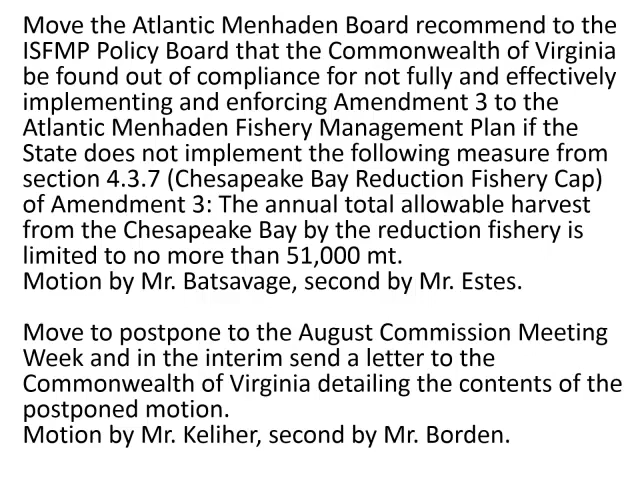 Move the Atlantic Menhaden Board recommend to the
ISFMP Policy Board that the Commonwealth of Virginia
be found out of compliance for not fully and effectively
implementing and enforcing Amendment 3 to the
Atlantic Menhaden Fishery Management Plan if the
State does not implement the following measure from
section 4.3.7 (Chesapeake Bay Reduction Fishery Cap)
of Amendment 3: The annual total allowable harvest
from the Chesapeake Bay by the reduction fishery is
limited to no more than 51,000 mt.
Motion by Mr. Batsavage, second by Mr. Estes.
Move to postpone to the August Commission Meeting
Week and in the interim send a letter to the
Commonwealth of Virginia detailing the contents of the
postponed motion.
Motion by Mr. Keliher, second by Mr. Borden.